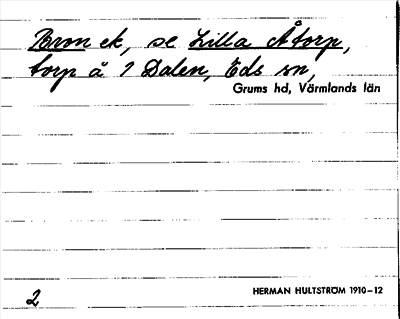 Bron ek, se Lilla Åtorp,
torp å 1 Dalen, Eds sn,
Grums hd, Värmlands län
2
HERMAN HULTSTRÖM 1910–12